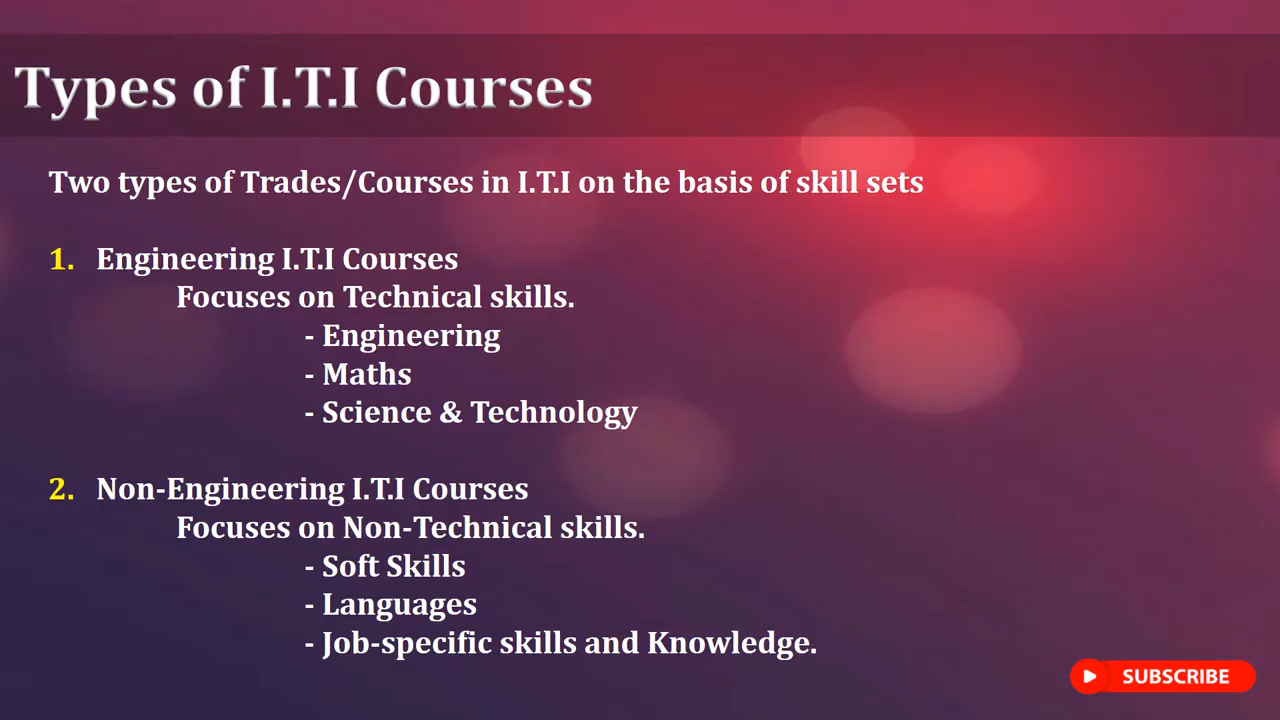 Types of I.T.I Courses
Two types of Trades/Courses in I.T.I on the basis of skill sets
1. Engineering I.T.I Courses
Focuses on Technical skills.
- Engineering
- Maths
- Science & Technology
2. Non-Engineering I.T.I Courses
Focuses on Non-Technical skills.
- Soft Skills
- Languages
- Job-specific skills and Knowledge.
SUBSCRIBE